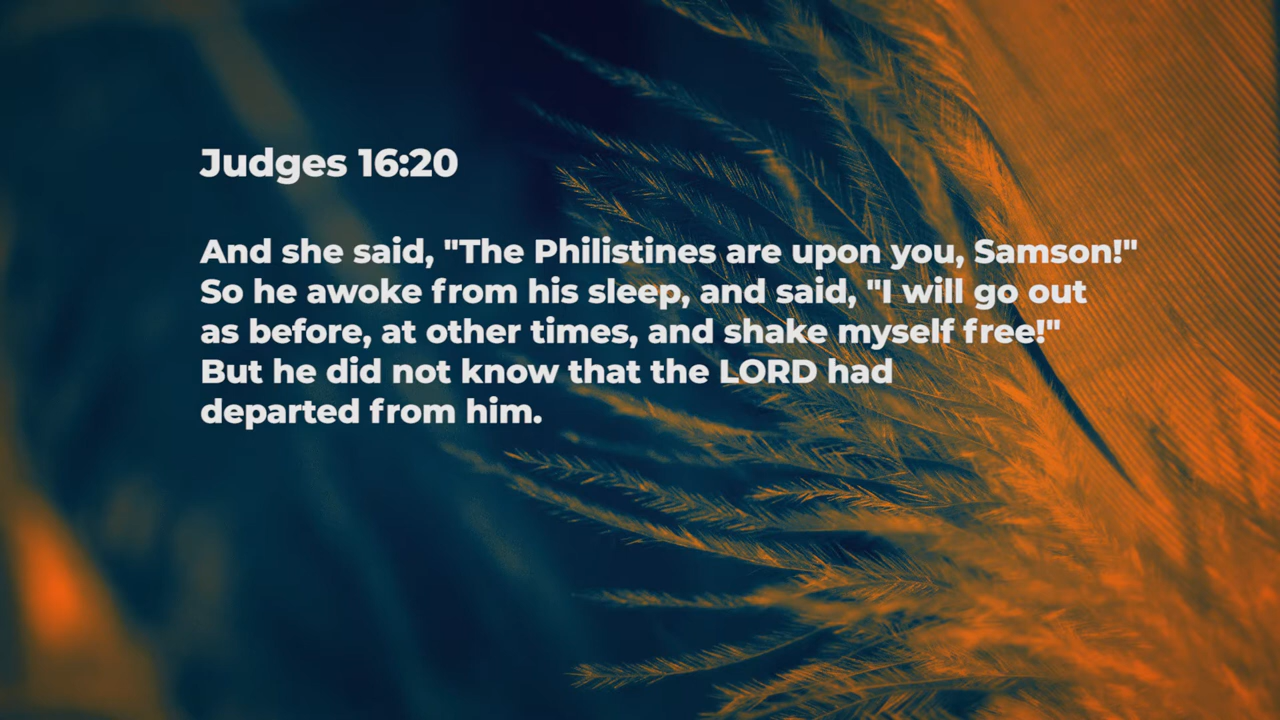 Judges 16:20
And she said, "The Philistines are upon you, Samson!"
So he awoke from his sleep, and said, "I will go out
as before, at other times, and shake myself free!"
But he did not know that the LORD had
departed from him.